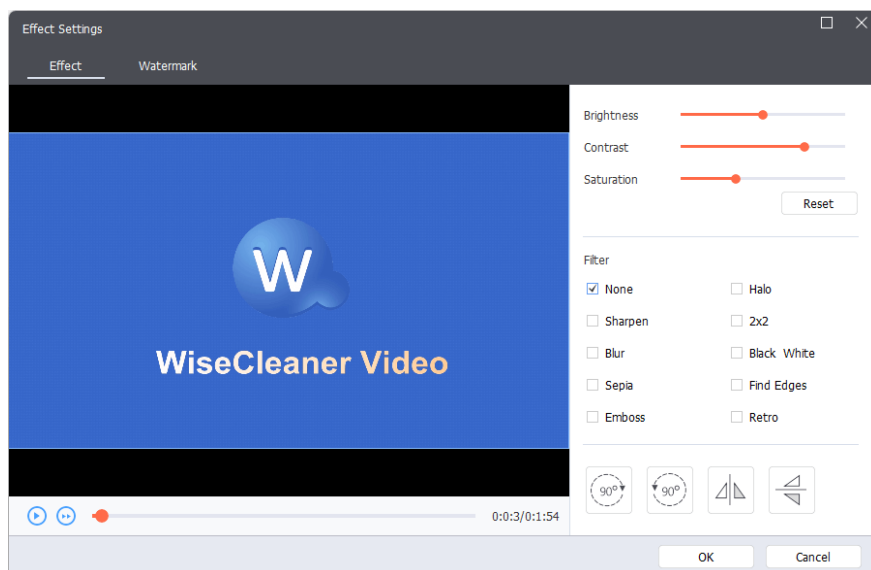 Effect Settings
Effect Watermark
Brightness
Contrast
Saturation
Reset
W
WiseCleaner Video
Filter
None Halo
Sharpen 2x2
Blur Black White
Sepia Find Edges
Emboss Retro
90° 90°
0:0:3/0:1:54
OK Cancel